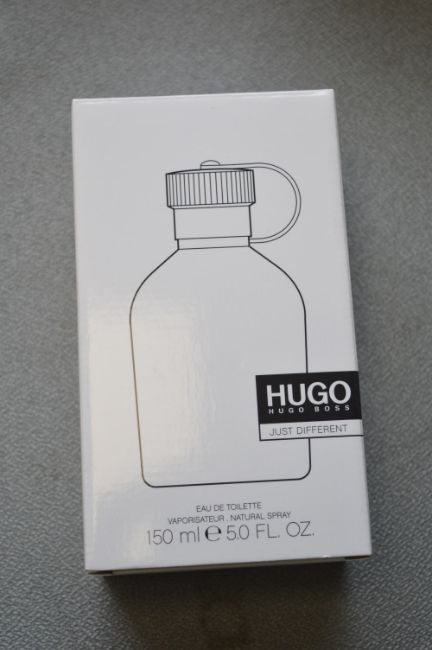 HUGO
HUGO BOSS
JUST DIFFERENT
EAU DE TOILETTE
VAPORISATEUR . NATURAL SPRAY
150 ml ℮ 5.0 FL. OZ.